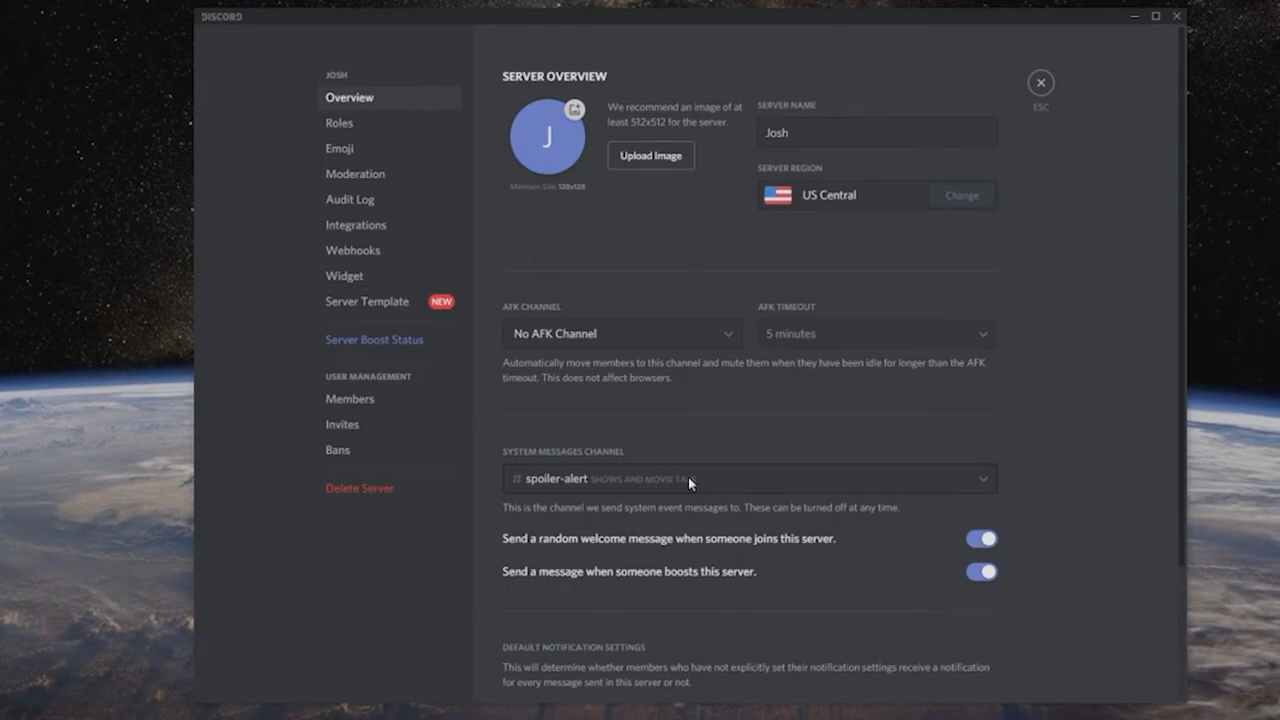 DISCORD
JOSH
Overview
Roles
Emoji
Moderation
Audit Log
Integrations
Webhooks
Widget
Server Template NEW
Server Boost Status
USER MANAGEMENT
Members
Invites
Bans
Delete Server
SERVER OVERVIEW
J
Minimum Size: 128x128
We recommend an image of at
least 512x512 for the server.
Upload Image
SERVER NAME
Josh
SERVER REGION
US Central
Change
ESC
AFK CHANNEL
No AFK Channel
AFK TIMEOUT
5 minutes
Automatically move members to this channel and mute them when they have been idle for longer than the AFK
timeout. This does not affect browsers.
SYSTEM MESSAGES CHANNEL
# spoiler-alert SHOWS AND MOVIE
This is the channel we send system event messages to. These can be turned off at any time.
Send a random welcome message when someone joins this server.
Send a message when someone boosts this server.
DEFAULT NOTIFICATION SETTINGS
This will determine whether members who have not explicitly set their notification settings receive a notification
for every message sent in this server or not.